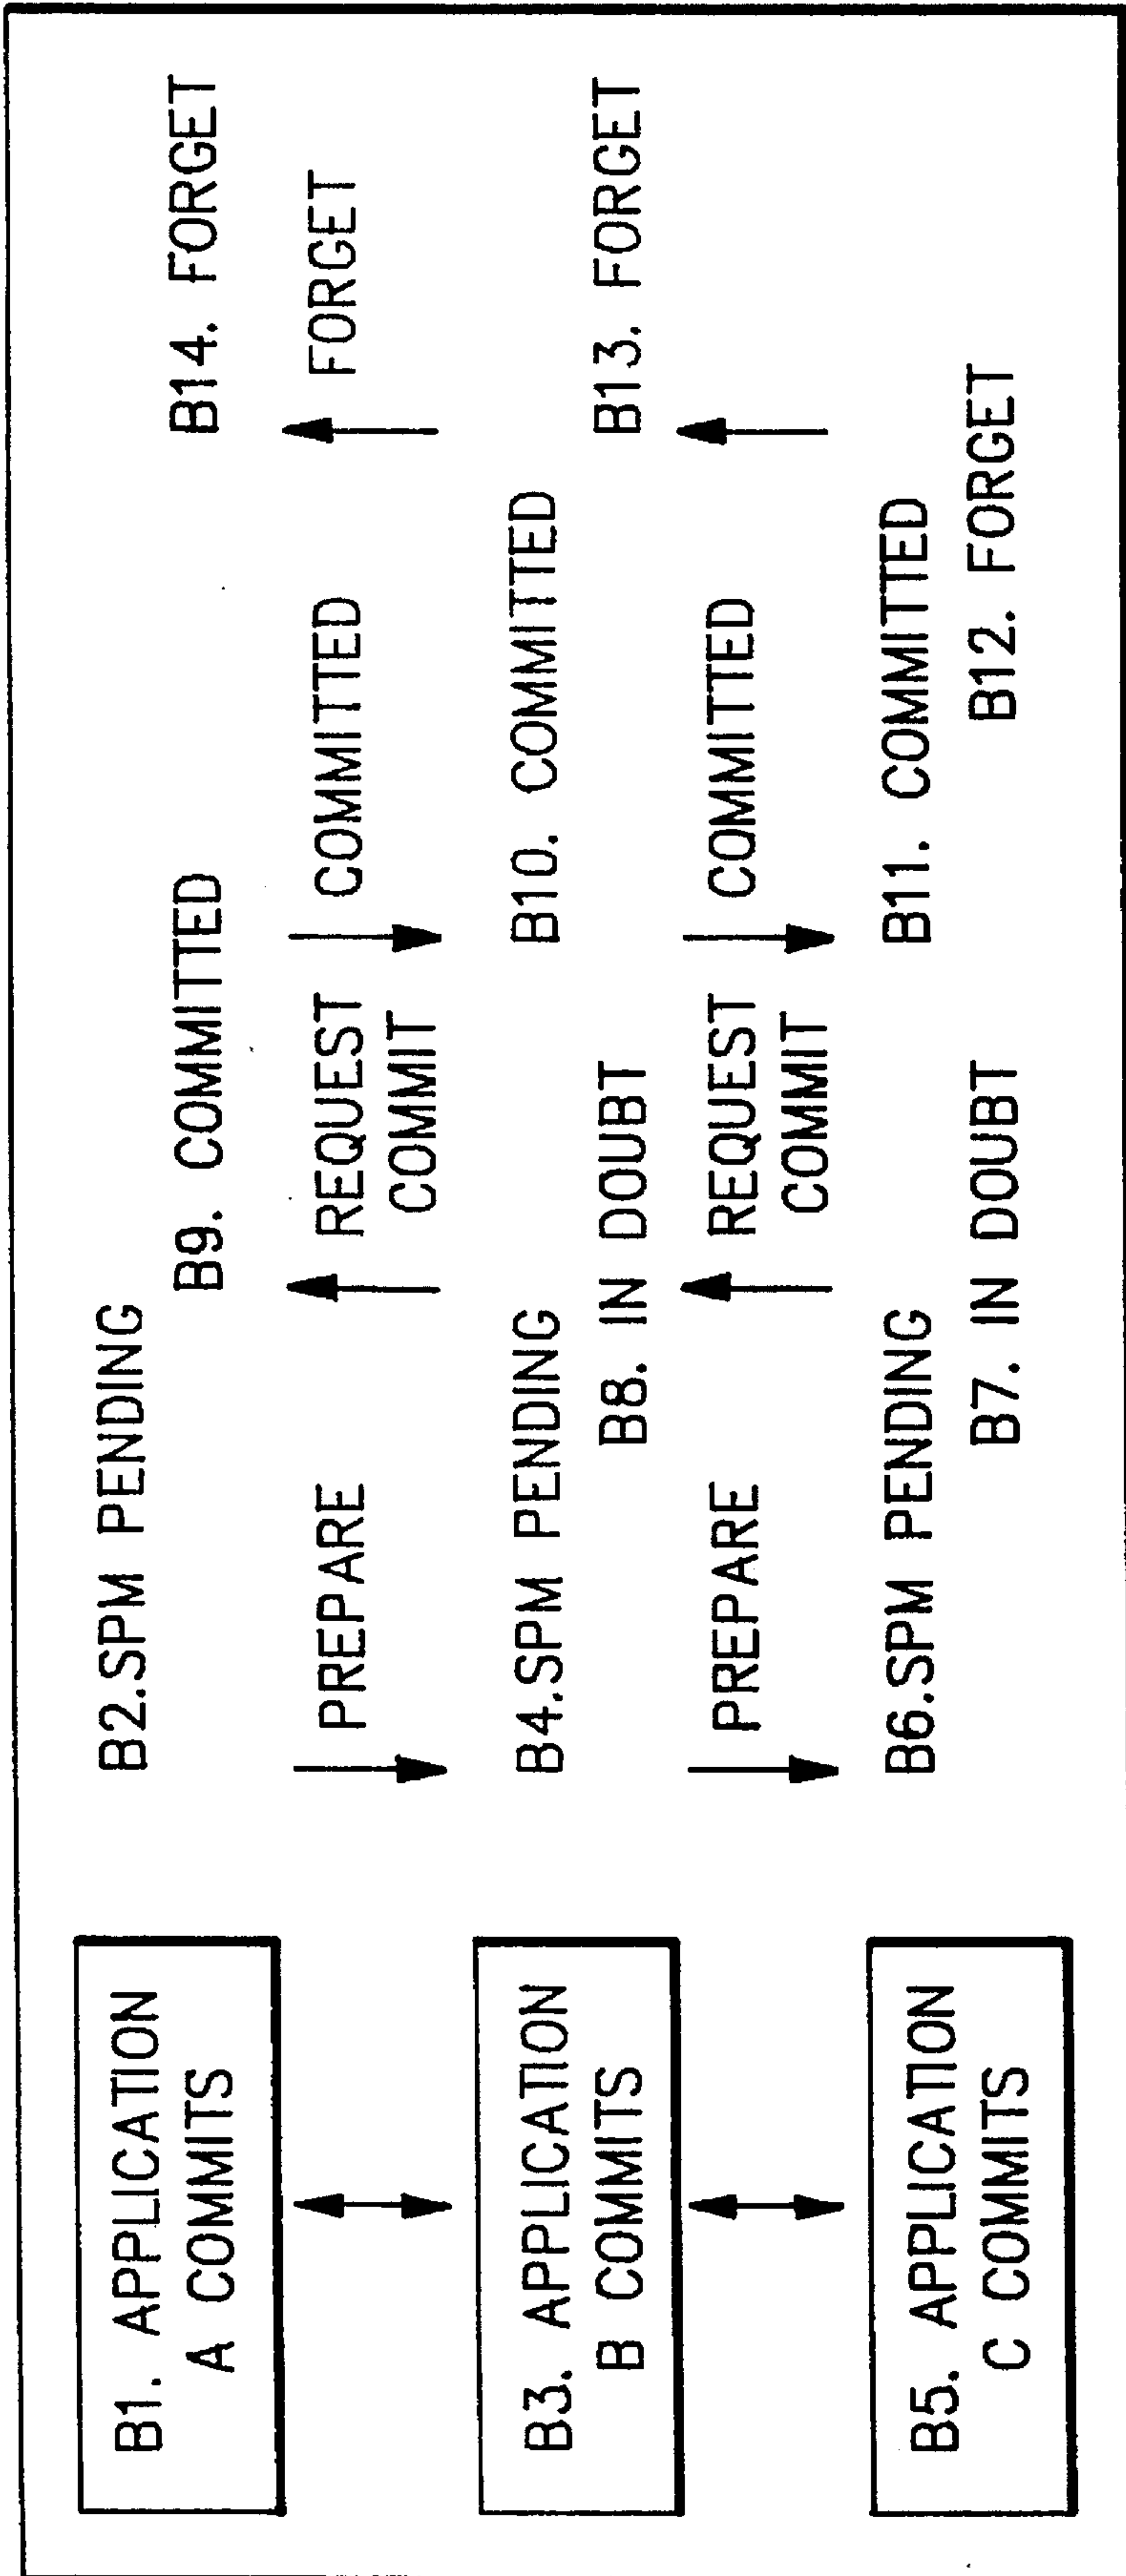 B1. APPLICATION
A COMMITS
B2.SPM PENDING
B9. COMMITTED
B14. FORGET
PREPARE
REQUEST
COMMIT
COMMITTED
FORGET
B3. APPLICATION
B COMMITS
B4.SPM PENDING
B8. IN DOUBT
B10. COMMITTED
B13. FORGET
PREPARE
REQUEST
COMMIT
COMMITTED
B5. APPLICATION
C COMMITS
B6.SPM PENDING
B7. IN DOUBT
B11. COMMITTED
B12. FORGET